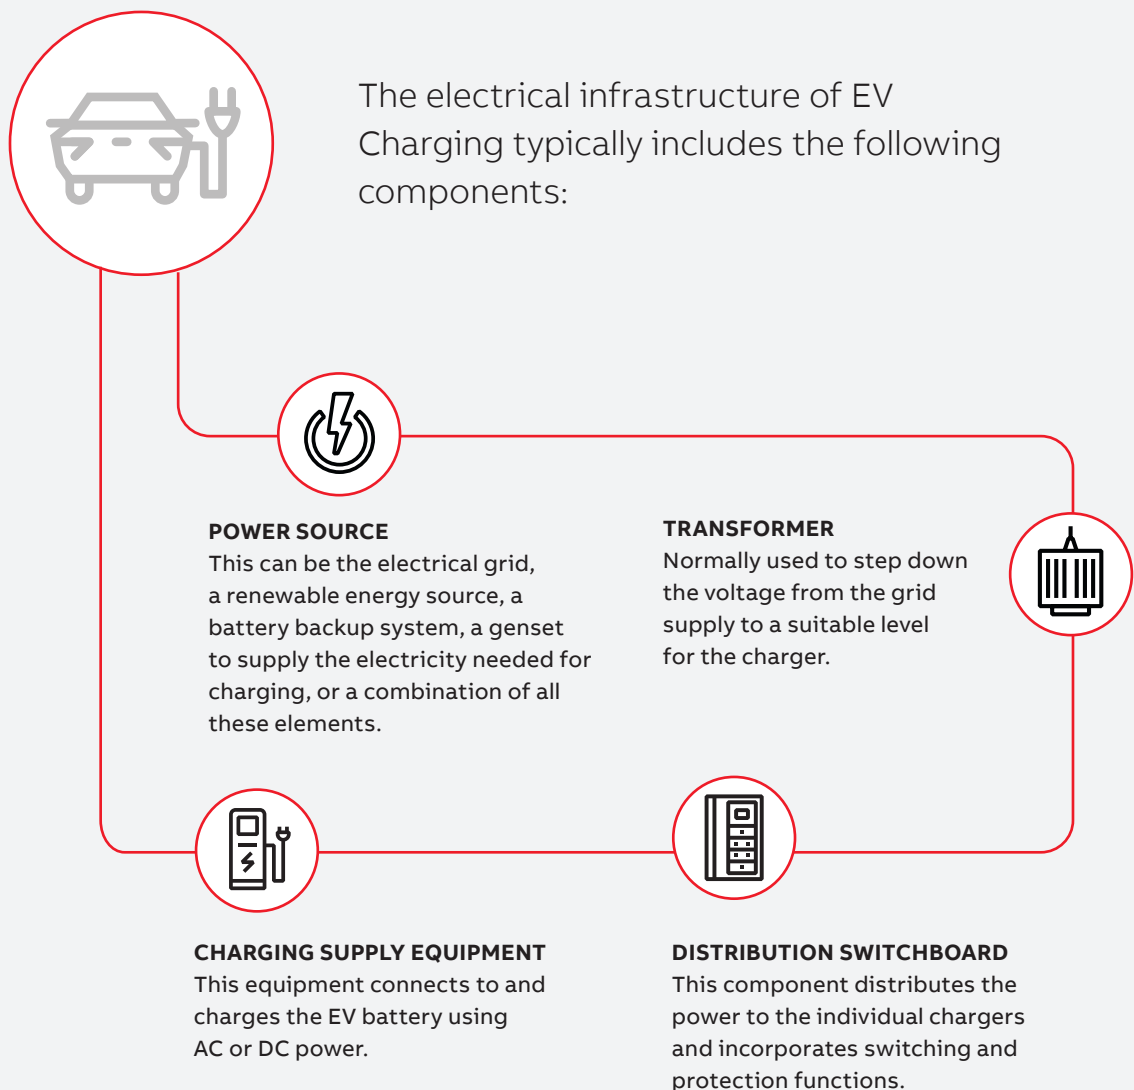 The electrical infrastructure of EV
Charging typically includes the following
components:
POWER SOURCE
This can be the electrical grid,
a renewable energy source, a
battery backup system, a genset
to supply the electricity needed for
charging, or a combination of all
these elements.
TRANSFORMER
Normally used to step down
the voltage from the grid
supply to a suitable level
for the charger.
CHARGING SUPPLY EQUIPMENT
This equipment connects to and
charges the EV battery using
AC or DC power.
DISTRIBUTION SWITCHBOARD
This component distributes the
power to the individual chargers
and incorporates switching and
protection functions.